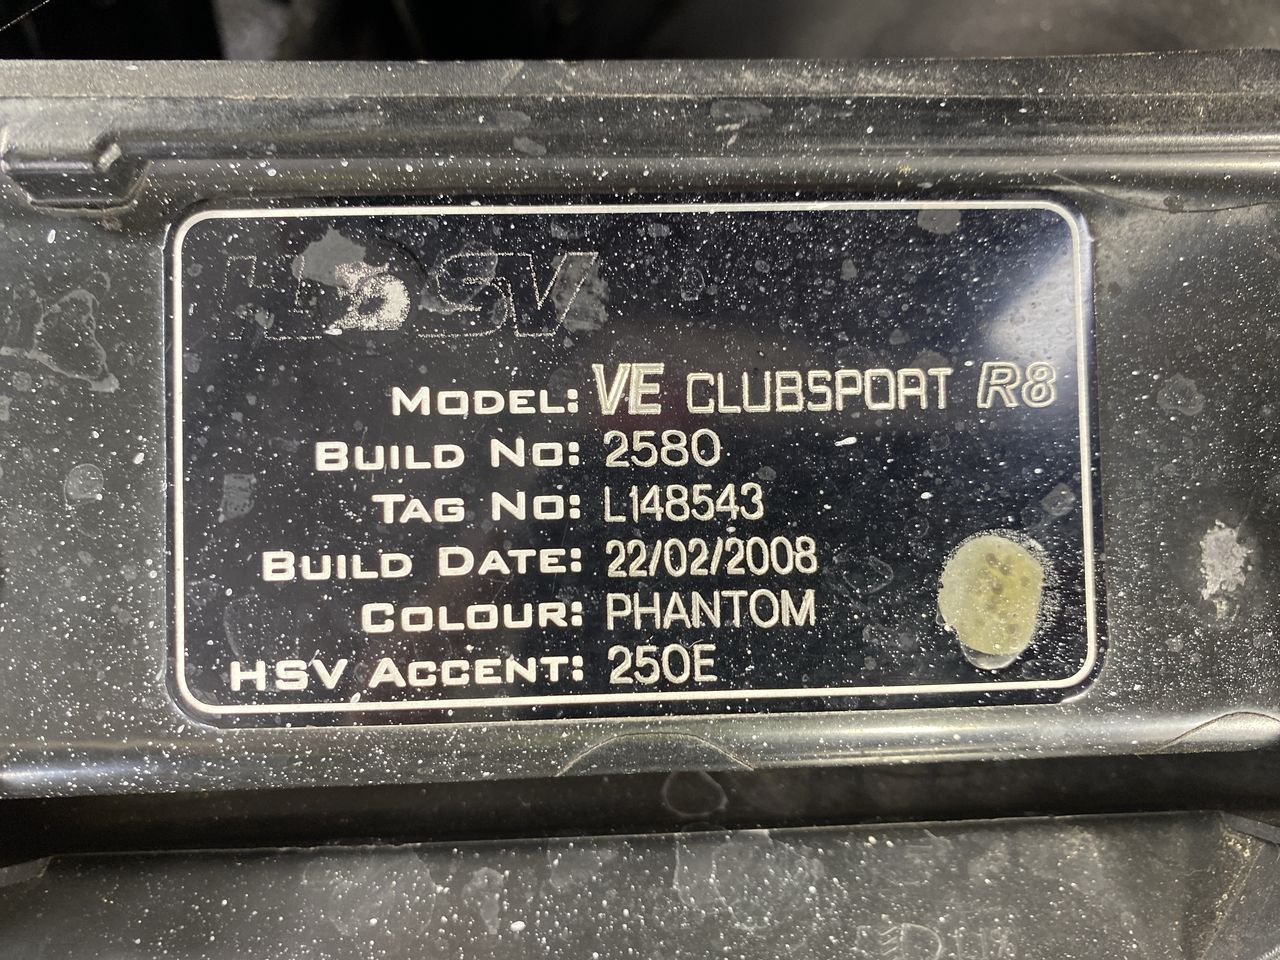 HSV
MODEL: VE CLUBSPORT R8
BUILD NO: 2580
TAG NO: L148543
BUILD DATE: 22/02/2008
COLOUR: PHANTOM
HSV ACCENT: 250E